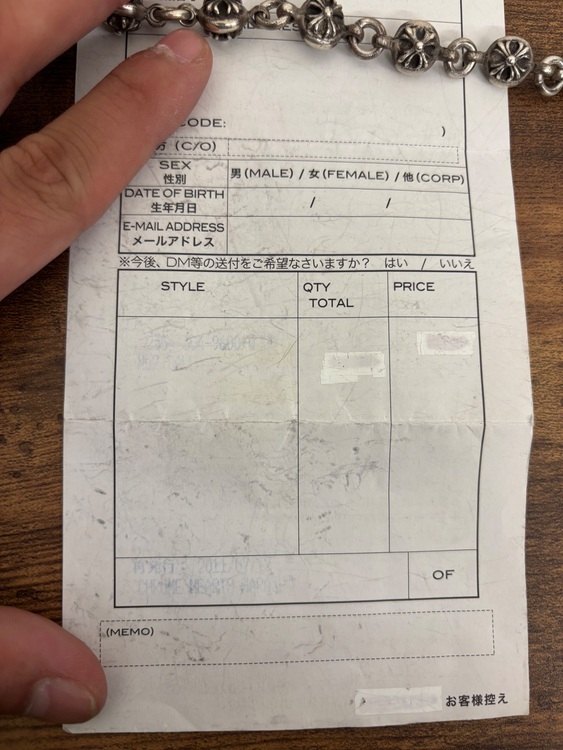 CODE:
)
(C/O)
SEX
性別
男(MALE) / 女(FEMALE) / 他(CORP)
DATE OF BIRTH
生年月日
/ /
E-MAIL ADDRESS
メールアドレス
※今後、DM等の送付をご希望なさいますか? はい / いいえ
STYLE
QTY
TOTAL
PRICE
OF
(MEMO)
お客様控え